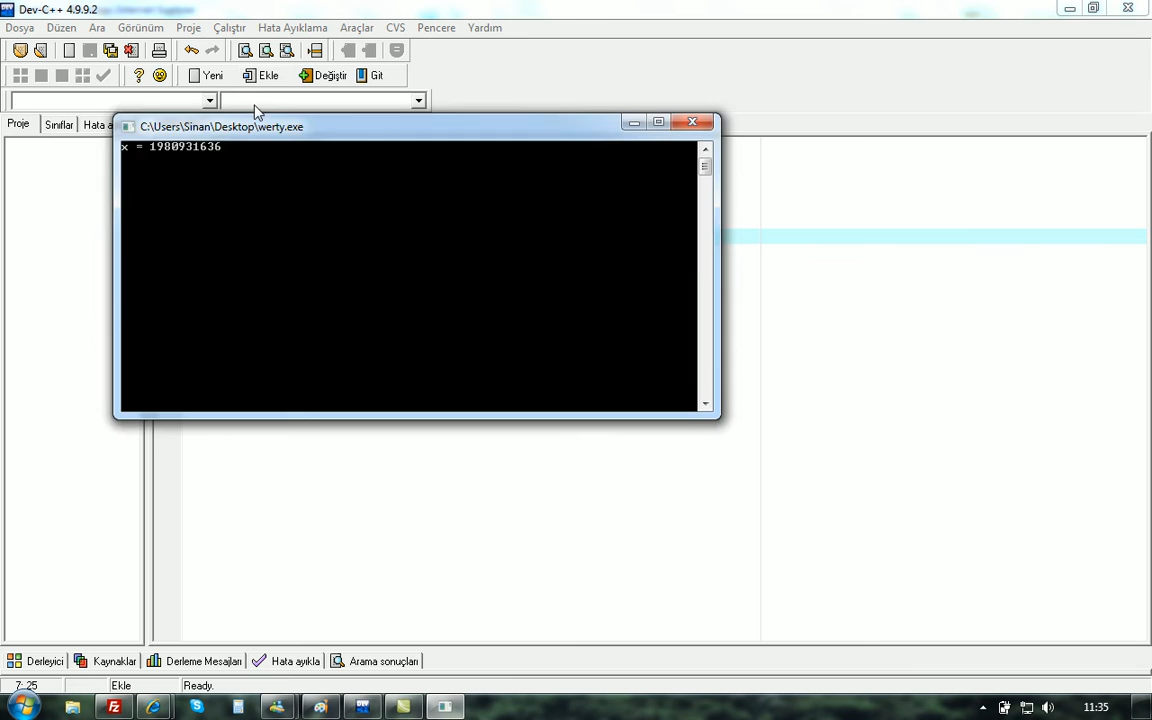 Dev-C++ 4.9.9.2
Dosya Düzen Ara Görünüm Proje Çalıştır Hata Ayıklama Araçlar CVS Pencere Yardım
Yeni Ekle Değiştir Git
Proje Sınıflar Hata a
C:\Users\Sinan\Desktop\werty.exe
x = 1980931636
Derleyici Kaynaklar Derleme Mesajları Hata ayıkla Arama sonuçları
7: 25 Ekle Ready.
11:35